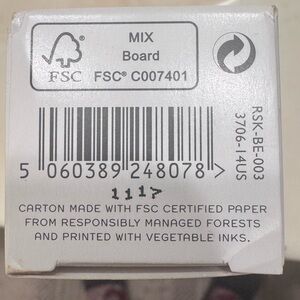 MIX
Board
FSC FSC® C007401
RSK-BE-003
3706-I4US
5 060389 248078 >
1117
CARTON MADE WITH FSC CERTIFIED PAPER
FROM RESPONSIBLY MANAGED FORESTS
AND PRINTED WITH VEGETABLE INKS.